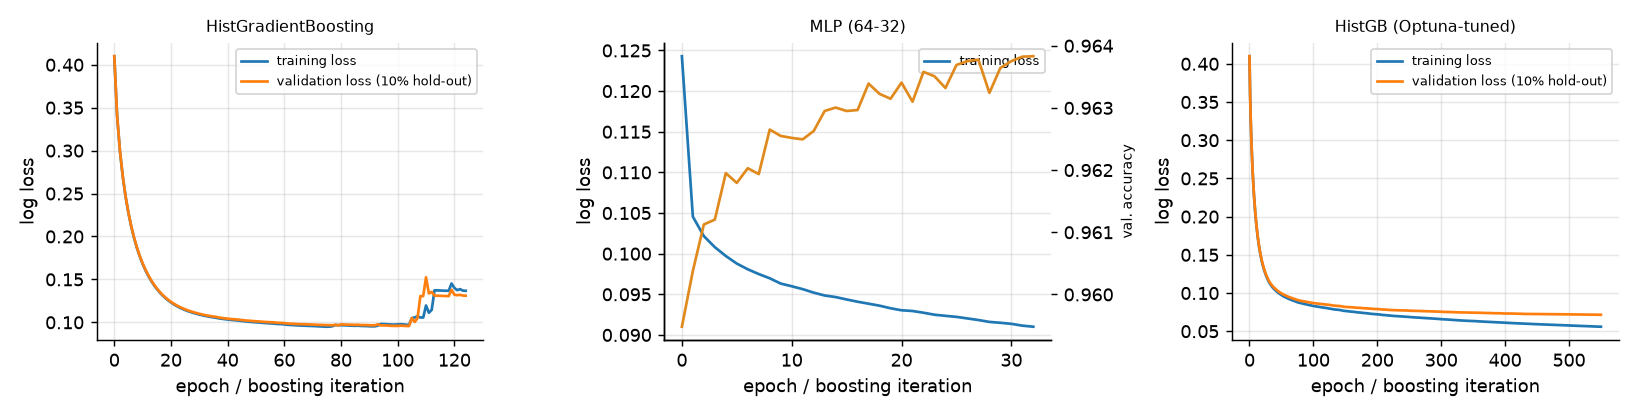 HistGradientBoosting
training loss
validation loss (10% hold-out)
log loss
0.40
0.35
0.30
0.25
0.20
0.15
0.10
0 20 40 60 80 100 120
epoch / boosting iteration
MLP (64-32)
training loss
log loss
0.125
0.120
0.115
0.110
0.105
0.100
0.095
0.090
0 10 20 30
epoch / boosting iteration
0.964
0.963
0.962
0.961
0.960
val. accuracy
HistGB (Optuna-tuned)
training loss
validation loss (10% hold-out)
log loss
0.40
0.35
0.30
0.25
0.20
0.15
0.10
0.05
0 100 200 300 400 500
epoch / boosting iteration